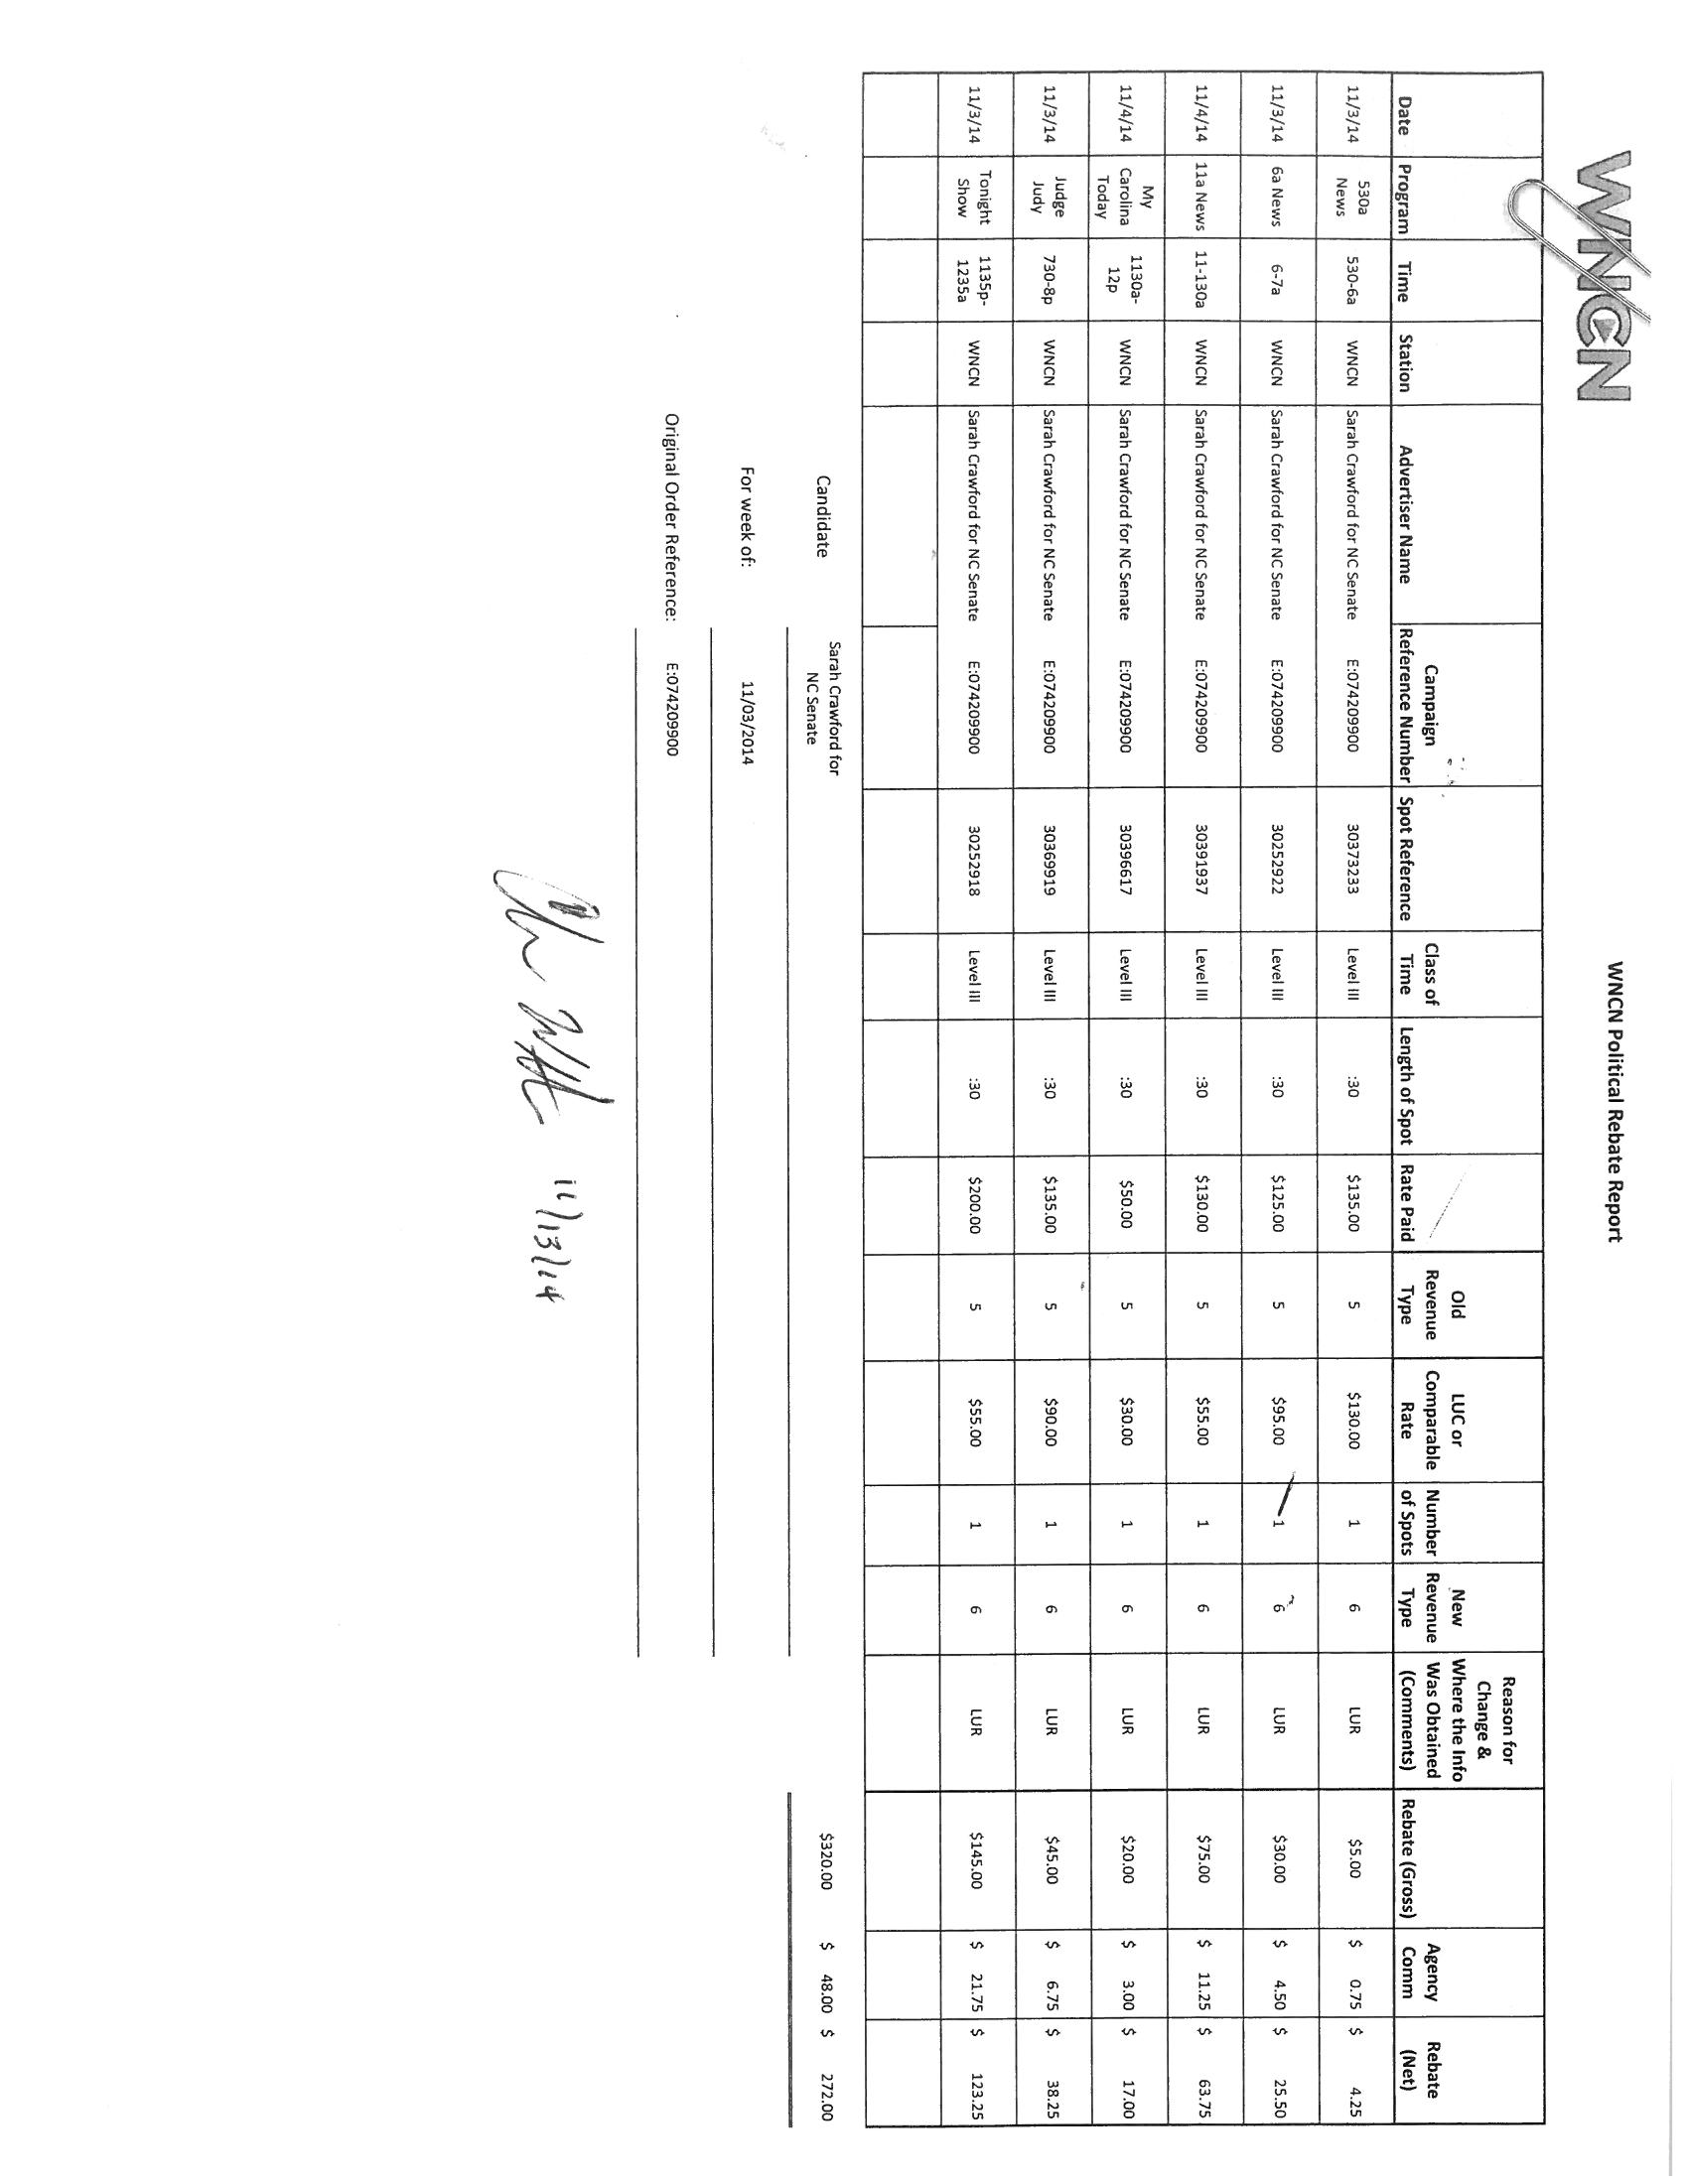 WNCN
WNCN Political Rebate Report
Date Program Time Station Advertiser Name Campaign Reference Number Spot Reference Class of Time Length of Spot Rate Paid Old Revenue Type LUC or Comparable Rate Number of Spots New Revenue Type Reason for Change & Where the Info Was Obtained (Comments) Rebate (Gross) Agency Comm Rebate (Net)
11/3/14 530a News 530-6a WNCN Sarah Crawford for NC Senate E:074209900 30373233 Level III :30 $135.00 5 $130.00 1 6 LUR $5.00 $ 0.75 $ 4.25
11/3/14 6a News 6-7a WNCN Sarah Crawford for NC Senate E:074209900 30252922 Level III :30 $125.00 5 $95.00 1 6 LUR $30.00 $ 4.50 $ 25.50
11/4/14 11a News 11-130a WNCN Sarah Crawford for NC Senate E:074209900 30391937 Level III :30 $130.00 5 $55.00 1 6 LUR $75.00 $ 11.25 $ 63.75
11/4/14 My Carolina Today 1130a-12p WNCN Sarah Crawford for NC Senate E:074209900 30396617 Level III :30 $50.00 5 $30.00 1 6 LUR $20.00 $ 3.00 $ 17.00
11/3/14 Judge Judy 730-8p WNCN Sarah Crawford for NC Senate E:074209900 30369919 Level III :30 $135.00 5 $90.00 1 6 LUR $45.00 $ 6.75 $ 38.25
11/3/14 Tonight Show 1135p-1235a WNCN Sarah Crawford for NC Senate E:074209900 30252918 Level III :30 $200.00 5 $55.00 1 6 LUR $145.00 $ 21.75 $ 123.25
Candidate Sarah Crawford for NC Senate $320.00 $ 48.00 $ 272.00
For week of: 11/03/2014
Original Order Reference: E:074209900
11/13/14